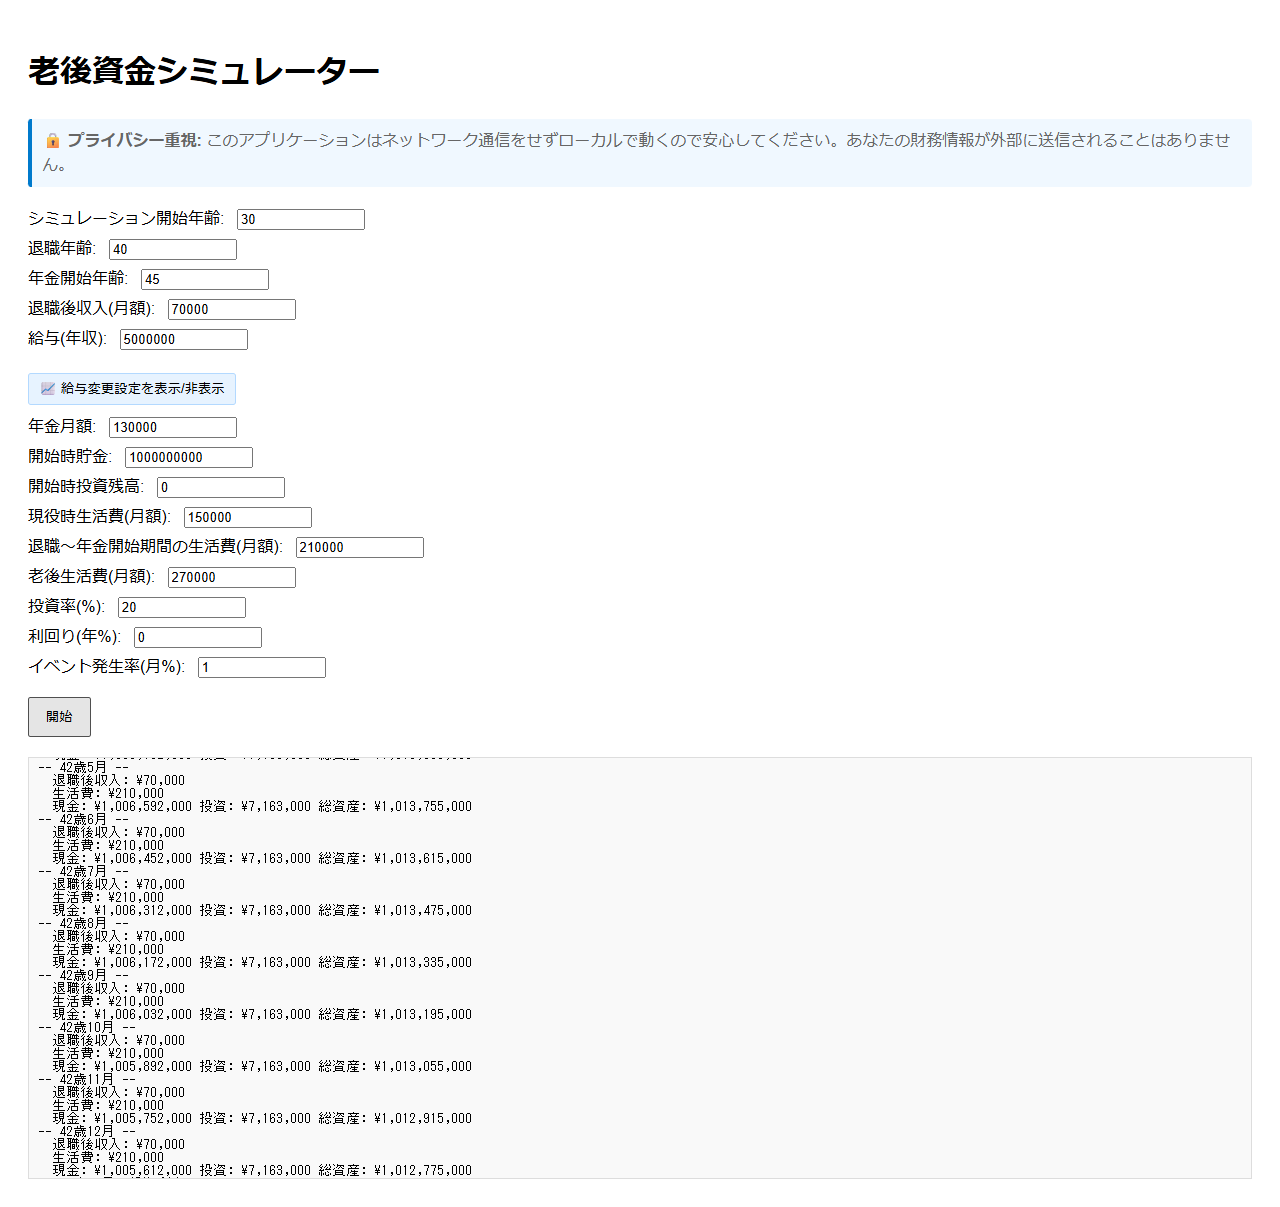 老後資金シミュレーター
🔒 プライバシー重視: このアプリケーションはネットワーク通信をせずローカルで動くので安心してください。あなたの財務情報が外部に送信されることはありませ
ん。
シミュレーション開始年齢: 30
退職年齢: 40
年金開始年齢: 45
退職後収入(月額): 70000
給与(年収): 5000000
📈 給与変更設定を表示/非表示
年金月額: 130000
開始時貯金: 1000000000
開始時投資残高: 0
現役時生活費(月額): 150000
退職～年金開始期間の生活費(月額): 210000
老後生活費(月額): 270000
投資率(%): 20
利回り(年%): 0
イベント発生率(月%): 1
開始
-- 42歳5月 --
退職後収入: ¥70,000
生活費: ¥210,000
現金: ¥1,006,592,000 投資: ¥7,163,000 総資産: ¥1,013,755,000
-- 42歳6月 --
退職後収入: ¥70,000
生活費: ¥210,000
現金: ¥1,006,452,000 投資: ¥7,163,000 総資産: ¥1,013,615,000
-- 42歳7月 --
退職後収入: ¥70,000
生活費: ¥210,000
現金: ¥1,006,312,000 投資: ¥7,163,000 総資産: ¥1,013,475,000
-- 42歳8月 --
退職後収入: ¥70,000
生活費: ¥210,000
現金: ¥1,006,172,000 投資: ¥7,163,000 総資産: ¥1,013,335,000
-- 42歳9月 --
退職後収入: ¥70,000
生活費: ¥210,000
現金: ¥1,006,032,000 投資: ¥7,163,000 総資産: ¥1,013,195,000
-- 42歳10月 --
退職後収入: ¥70,000
生活費: ¥210,000
現金: ¥1,005,892,000 投資: ¥7,163,000 総資産: ¥1,013,055,000
-- 42歳11月 --
退職後収入: ¥70,000
生活費: ¥210,000
現金: ¥1,005,752,000 投資: ¥7,163,000 総資産: ¥1,012,915,000
-- 42歳12月 --
退職後収入: ¥70,000
生活費: ¥210,000
現金: ¥1,005,612,000 投資: ¥7,163,000 総資産: ¥1,012,775,000